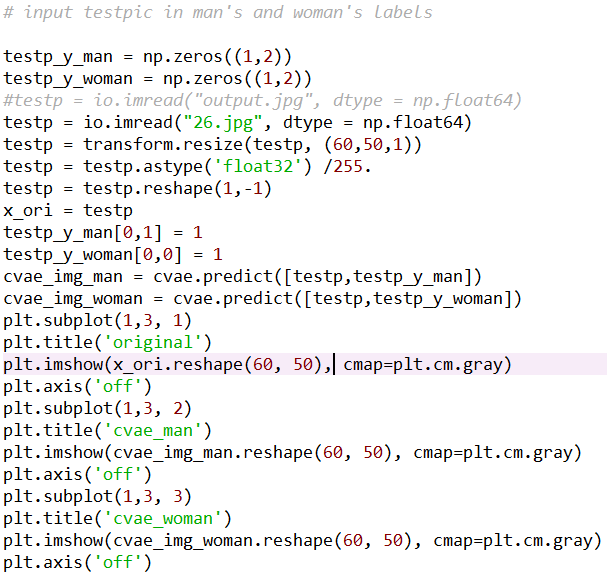 # input testpic in man's and woman's labels
testp_y_man = np.zeros((1,2))
testp_y_woman = np.zeros((1,2))
#testp = io.imread("output.jpg", dtype = np.float64)
testp = io.imread("26.jpg", dtype = np.float64)
testp = transform.resize(testp, (60,50,1))
testp = testp.astype('float32') /255.
testp = testp.reshape(1,-1)
x_ori = testp
testp_y_man[0,1] = 1
testp_y_woman[0,0] = 1
cvae_img_man = cvae.predict([testp,testp_y_man])
cvae_img_woman = cvae.predict([testp,testp_y_woman])
plt.subplot(1,3, 1)
plt.title('original')
plt.imshow(x_ori.reshape(60, 50), cmap=plt.cm.gray)
plt.axis('off')
plt.subplot(1,3, 2)
plt.title('cvae_man')
plt.imshow(cvae_img_man.reshape(60, 50), cmap=plt.cm.gray)
plt.axis('off')
plt.subplot(1,3, 3)
plt.title('cvae_woman')
plt.imshow(cvae_img_woman.reshape(60, 50), cmap=plt.cm.gray)
plt.axis('off')